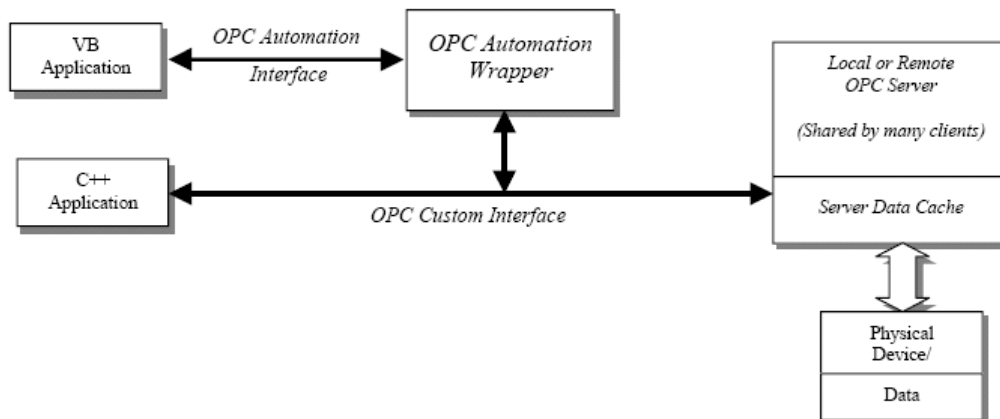 VB
Application
OPC Automation
Interface
OPC Automation
Wrapper
Local or Remote
OPC Server
(Shared by many clients)
C++
Application
OPC Custom Interface
Server Data Cache
Physical
Device/
Data